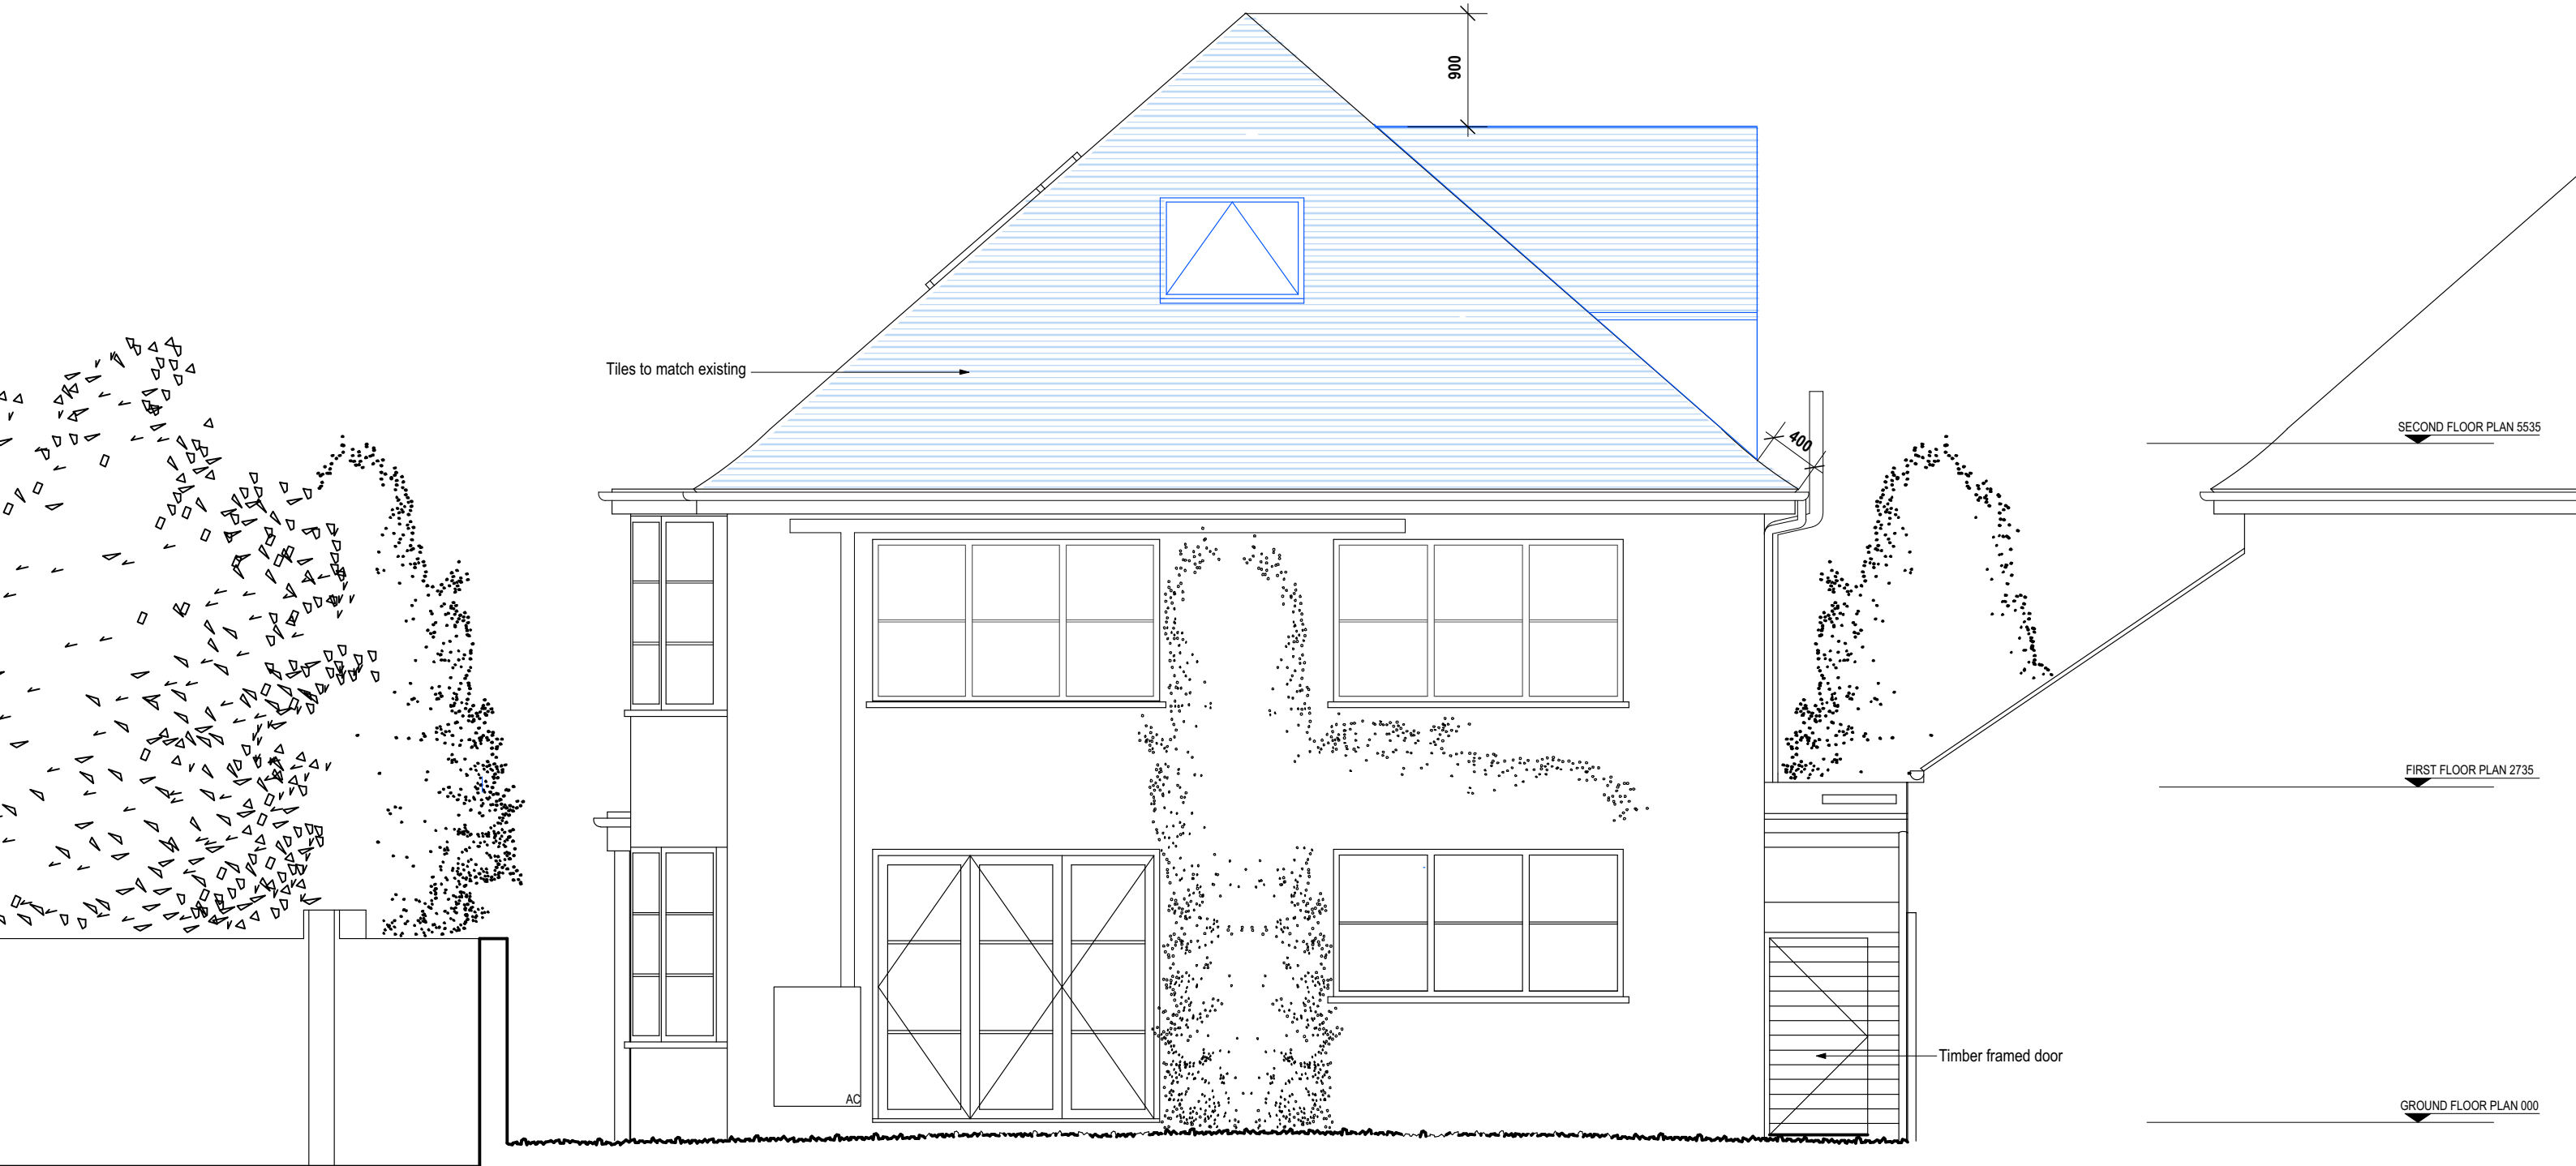 900
Tiles to match existing
400
SECOND FLOOR PLAN 5535
FIRST FLOOR PLAN 2735
Timber framed door
AC
GROUND FLOOR PLAN 000